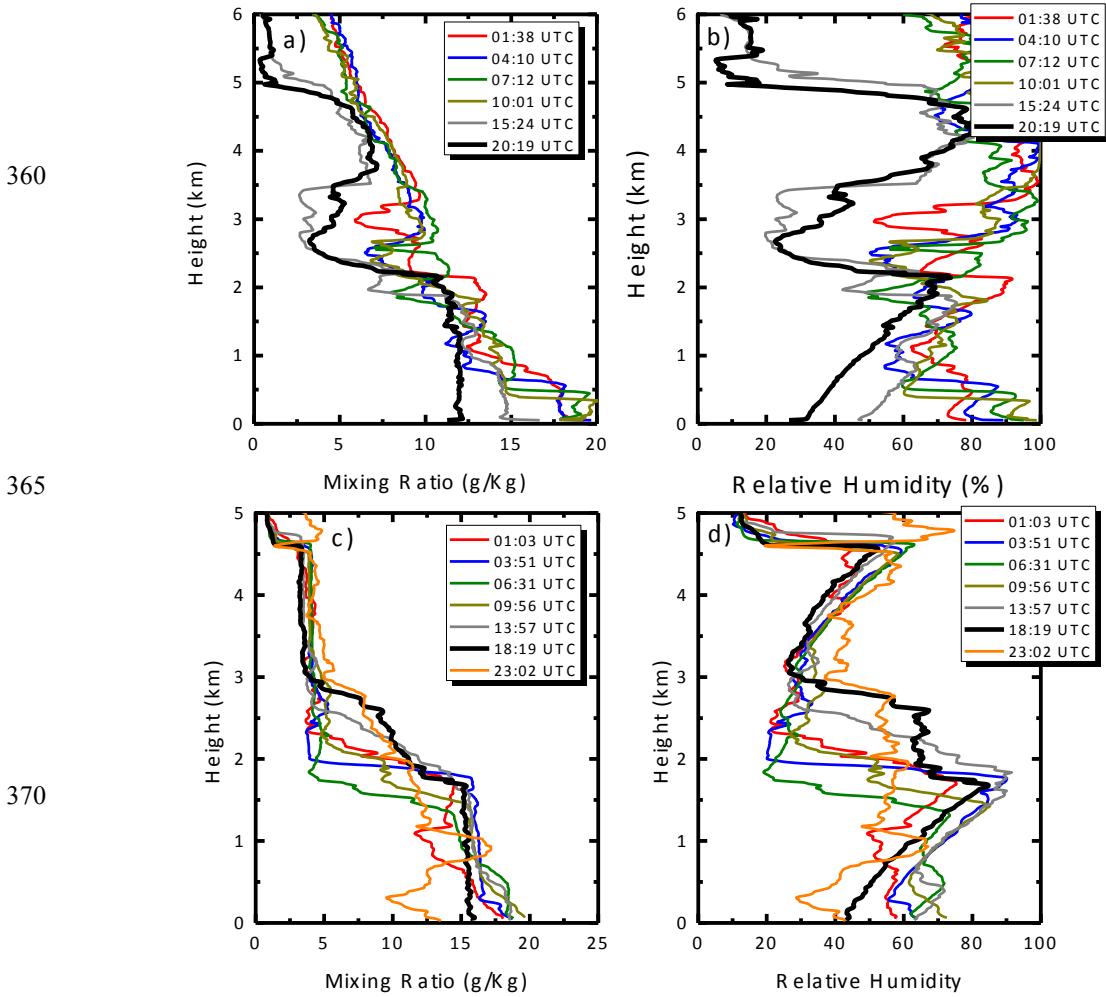 360
365
370
a)
01:38 UTC
04:10 UTC
07:12 UTC
10:01 UTC
15:24 UTC
20:19 UTC
6
5
4
3
2
1
0
Height (km)
0 5 10 15 20
Mixing Ratio (g/Kg)
b)
01:38 UTC
04:10 UTC
07:12 UTC
10:01 UTC
15:24 UTC
20:19 UTC
6
5
4
3
2
1
0
Height (km)
0 20 40 60 80 100
Relative Humidity (%)
c)
01:03 UTC
03:51 UTC
06:31 UTC
09:56 UTC
13:57 UTC
18:19 UTC
23:02 UTC
5
4
3
2
1
0
Height (km)
0 5 10 15 20 25
Mixing Ratio (g/Kg)
d)
01:03 UTC
03:51 UTC
06:31 UTC
09:56 UTC
13:57 UTC
18:19 UTC
23:02 UTC
5
4
3
2
1
0
Height (km)
0 20 40 60 80 100
Relative Humidity